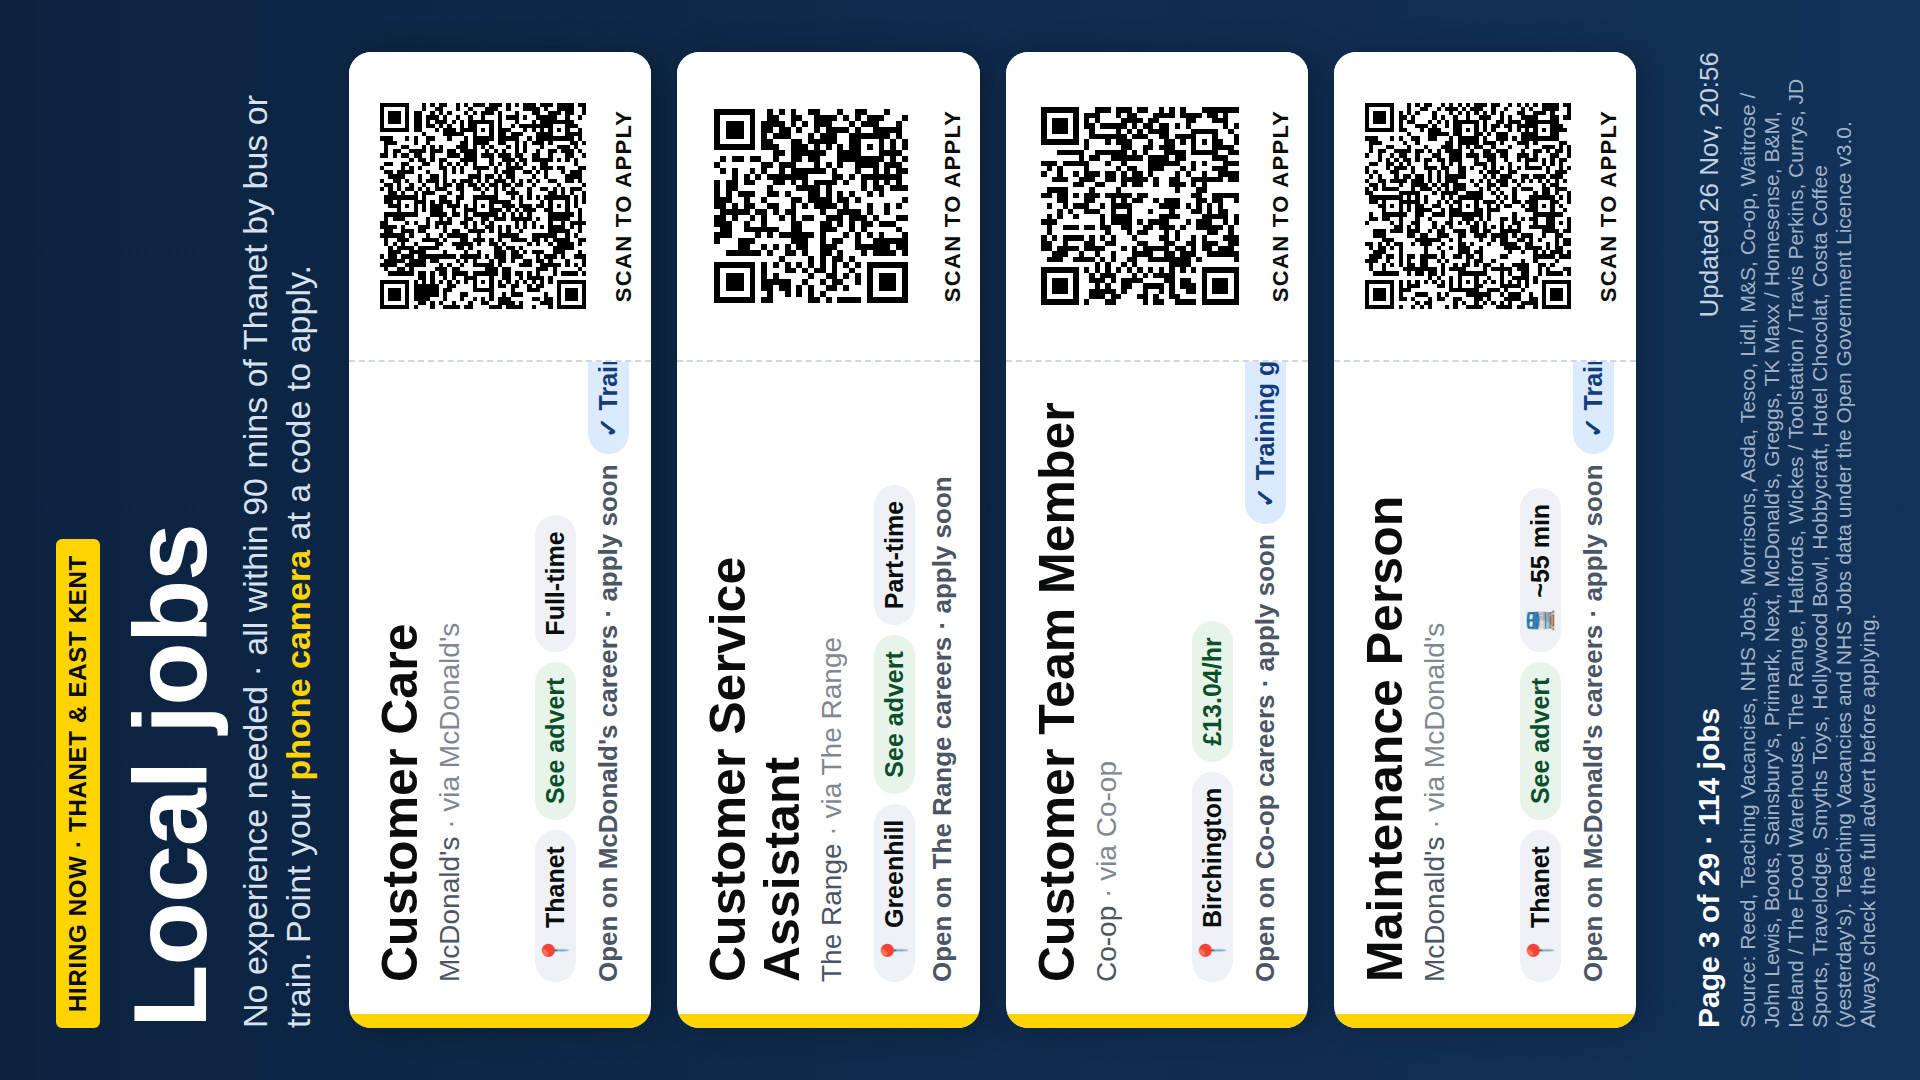 HIRING NOW · THANET & EAST KENT
Local jobs
No experience needed · all within 90 mins of Thanet by bus or
train. Point your phone camera at a code to apply.
Customer Care
McDonald's · via McDonald's
📍 Thanet See advert Full-time
Open on McDonald's careers · apply soon ✓ Trai
SCAN TO APPLY
Customer Service
Assistant
The Range · via The Range
📍 Greenhill See advert Part-time
Open on The Range careers · apply soon
SCAN TO APPLY
Customer Team Member
Co-op · via Co-op
📍 Birchington £13.04/hr
Open on Co-op careers · apply soon ✓ Training g
SCAN TO APPLY
Maintenance Person
McDonald's · via McDonald's
📍 Thanet See advert 🚆 ~55 min
Open on McDonald's careers · apply soon ✓ Trai
SCAN TO APPLY
Page 3 of 29 · 114 jobs
Updated 26 Nov, 20:56
Source: Reed, Teaching Vacancies, NHS Jobs, Morrisons, Asda, Tesco, Lidl, M&S, Co-op, Waitrose /
John Lewis, Boots, Sainsbury's, Primark, Next, McDonald's, Greggs, TK Maxx / Homesense, B&M,
Iceland / The Food Warehouse, The Range, Halfords, Wickes / Toolstation / Travis Perkins, Currys, JD
Sports, Travelodge, Smyths Toys, Hollywood Bowl, Hobbycraft, Hotel Chocolat, Costa Coffee
(yesterday's). Teaching Vacancies and NHS Jobs data under the Open Government Licence v3.0.
Always check the full advert before applying.